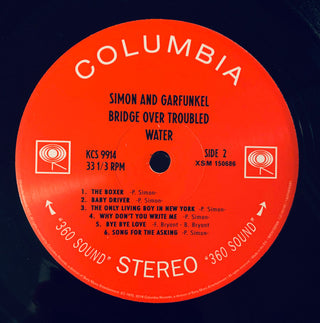 COLUMBIA
SIMON AND GARFUNKEL
BRIDGE OVER TROUBLED
WATER
KCS 9914
33 1/3 RPM
SIDE 2
XSM 150686
1. THE BOXER -P. Simon-
2. BABY DRIVER -P. Simon-
3. THE ONLY LIVING BOY IN NEW YORK -P. Simon-
4. WHY DON'T YOU WRITE ME -P. Simon-
5. BYE BYE LOVE -F. Bryant - B. Bryant
6. SONG FOR THE ASKING -P. Simon-
"360 SOUND" STEREO "360 SOUND"